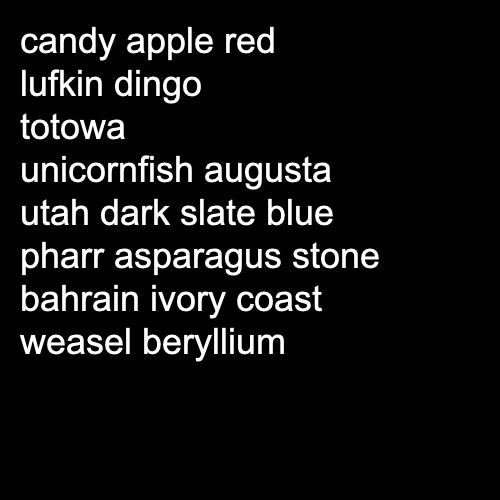 candy apple red
lufkin dingo
totowa
unicornfish augusta
utah dark slate blue
pharr asparagus stone
bahrain ivory coast
weasel beryllium